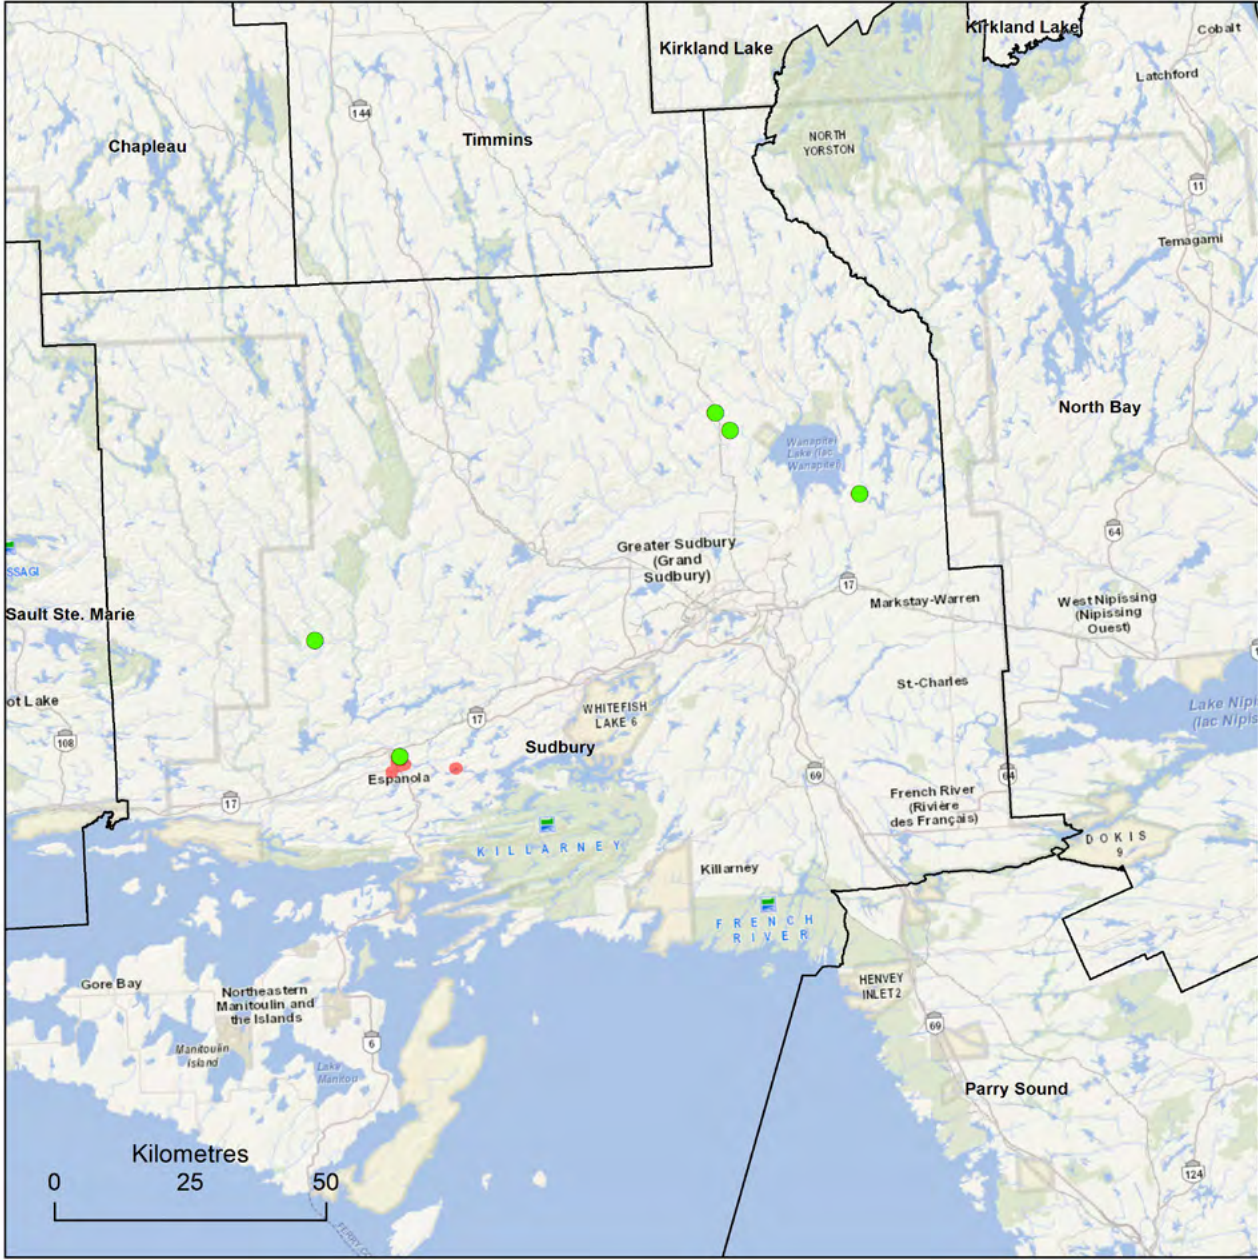 Kirkland Lake
Kirkland Lake
Cobalt
Latchford
144
Chapleau
Timmins
NORTH
YORSTON
11
Temagami
North Bay
Wanapitei
Lake (lac
Wanapitei)
64
Greater Sudbury
(Grand
Sudbury)
17
SSAGI
Markstay-Warren
West Nipissing
(Nipissing
Ouest)
Sault Ste. Marie
St.-Charles
ot Lake
WHITEFISH
LAKE 6
Lake Nipi
(lac Nipis
17
108
Sudbury
Espanola
69
64
17
French River
(Rivière
des Français)
DOKIS
9
KILLARNEY
Killarney
FRENCH
RIVER
Gore Bay
Northeastern
Manitoulin and
the Islands
HENVEY
INLET 2
69
6
Manitoulin
Island
Lake
Manitou
Parry Sound
Kilometres
0 25 50
124